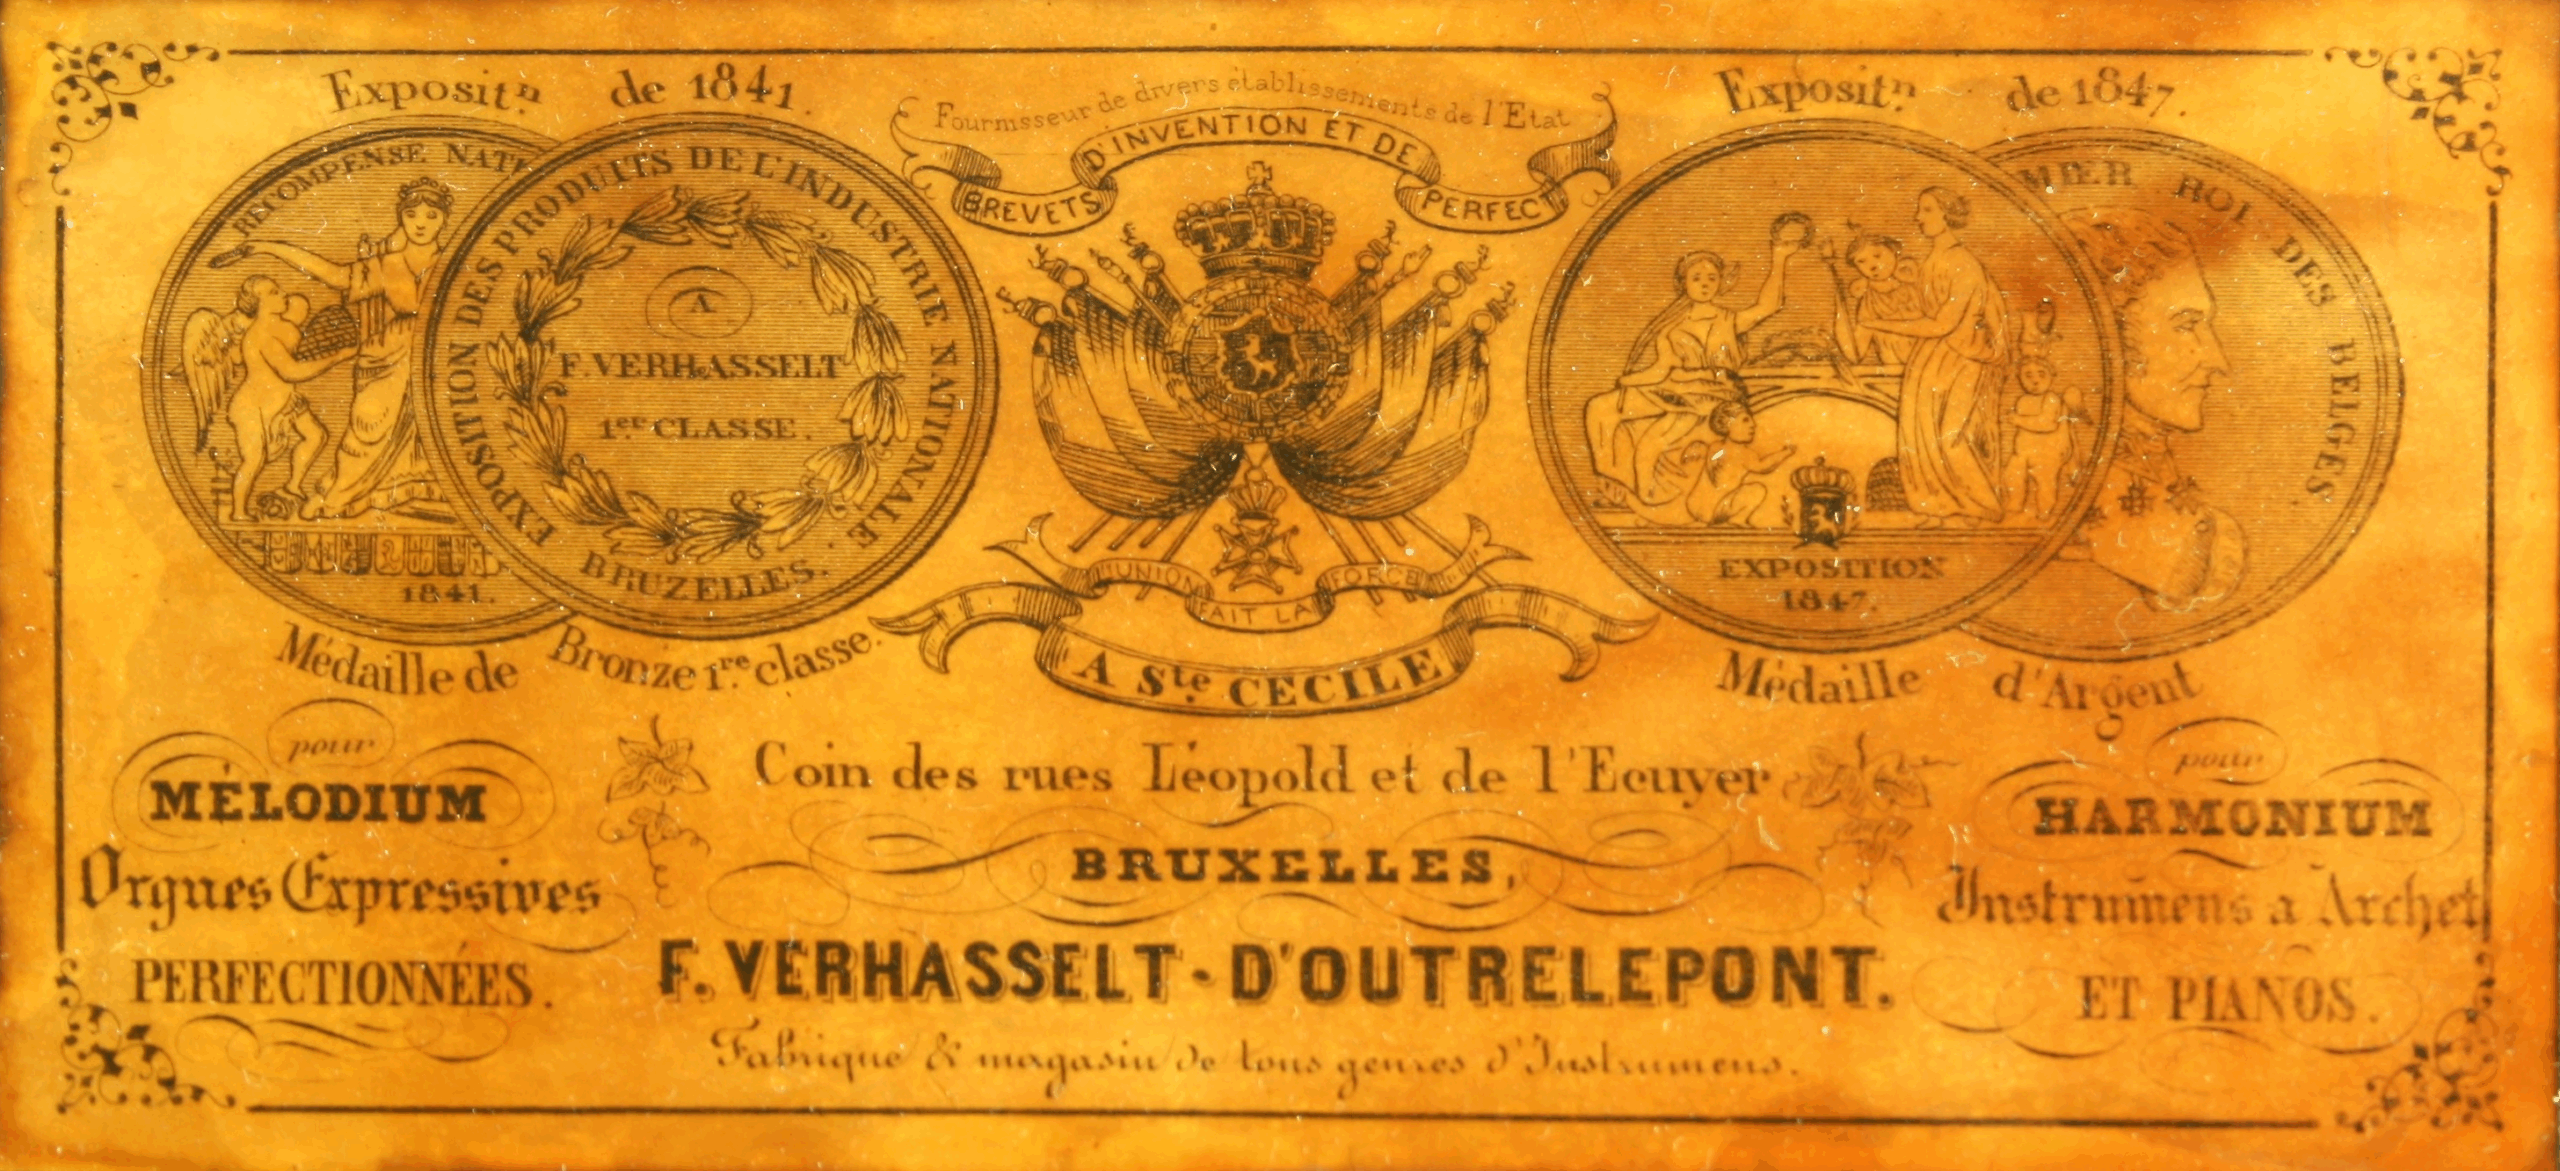 Expositn de 1841.
RECOMPENSE NATI
1841.
EXPOSITION DES PRODUITS DE L'INDUSTRIE NATIONALE.
BRUZELLES.
A
F. VERHASSELT
1ere CLASSE.
Médaille de Bronze 1re classe.
pour
MÉLODIUM
Orgues Expressives
PERFECTIONNÉES.
Fournisseur de divers établissements de l'Etat
BREVETS D'INVENTION ET DE PERFECT
L'UNION FAIT LA FORCE
A Ste CECILE
Coin des rues Léopold et de l'Ecuyer
BRUXELLES,
F. VERHASSELT - D'OUTRELEPONT.
Fabrique & magasin de tous genres d'Instrumens.
Expositn de 1847.
EXPOSITION
1847.
MIER ROI DES BELGES.
Médaille d'Argent
pour
HARMONIUM
Instrumens a Archet
ET PIANOS.